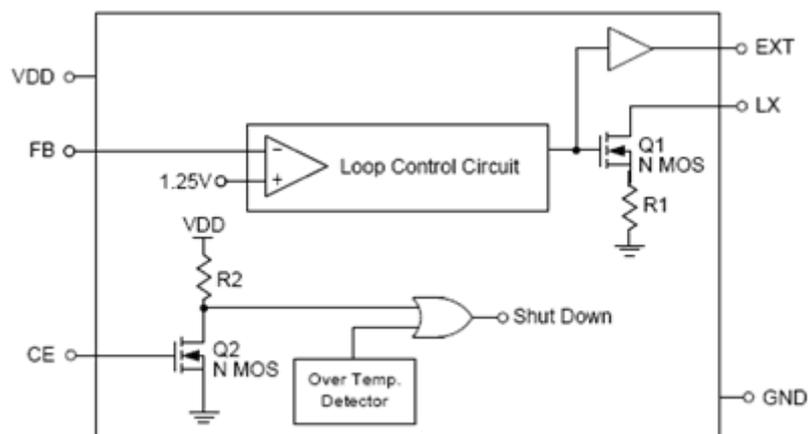 EXT
VDD
LX
FB
−
Loop Control Circuit
Q1
N MOS
1.25V
+
R1
VDD
R2
Shut Down
CE
Q2
N MOS
Over Temp.
Detector
GND